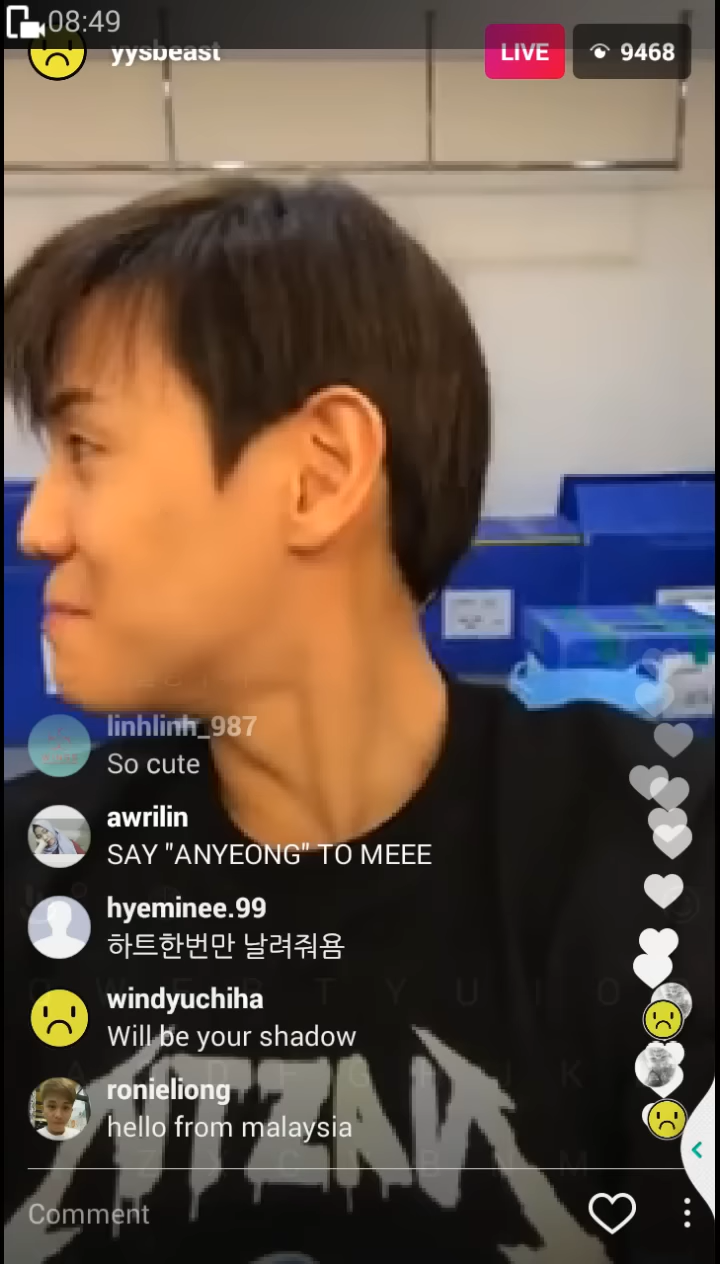 08:49
yysbeast
LIVE
9468
linhlinh_987
So cute
awrilin
SAY "ANYEONG" TO MEEE
hyeminee.99
하트한번만 날려줘욤
windyuchiha
Will be your shadow
ronieliong
hello from malaysia
Comment